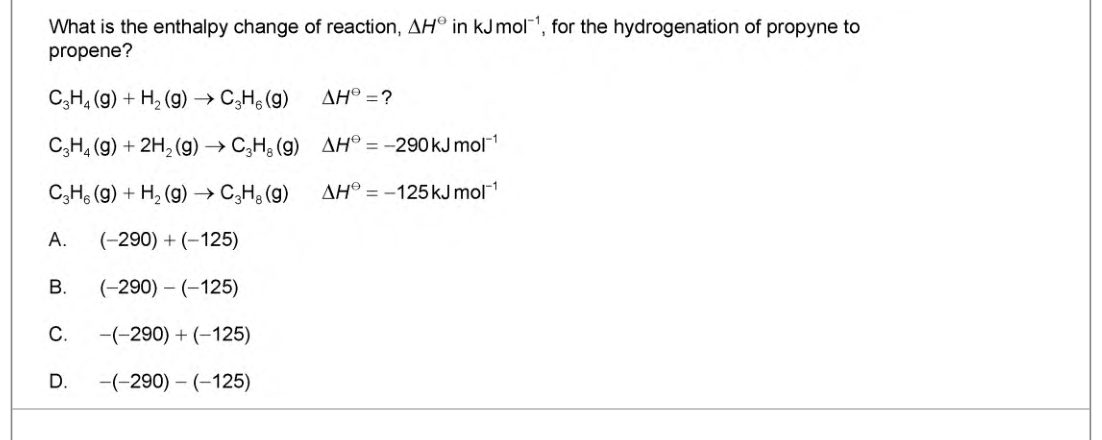 What is the enthalpy change of reaction, ΔH⊖ in kJ mol⁻¹, for the hydrogenation of propyne to
propene?
C₃H₄ (g) + H₂ (g) → C₃H₆ (g) ΔH⊖ = ?
C₃H₄ (g) + 2H₂ (g) → C₃H₈ (g) ΔH⊖ = −290 kJ mol⁻¹
C₃H₆ (g) + H₂ (g) → C₃H₈ (g) ΔH⊖ = −125 kJ mol⁻¹
A. (−290) + (−125)
B. (−290) − (−125)
C. −(−290) + (−125)
D. −(−290) − (−125)